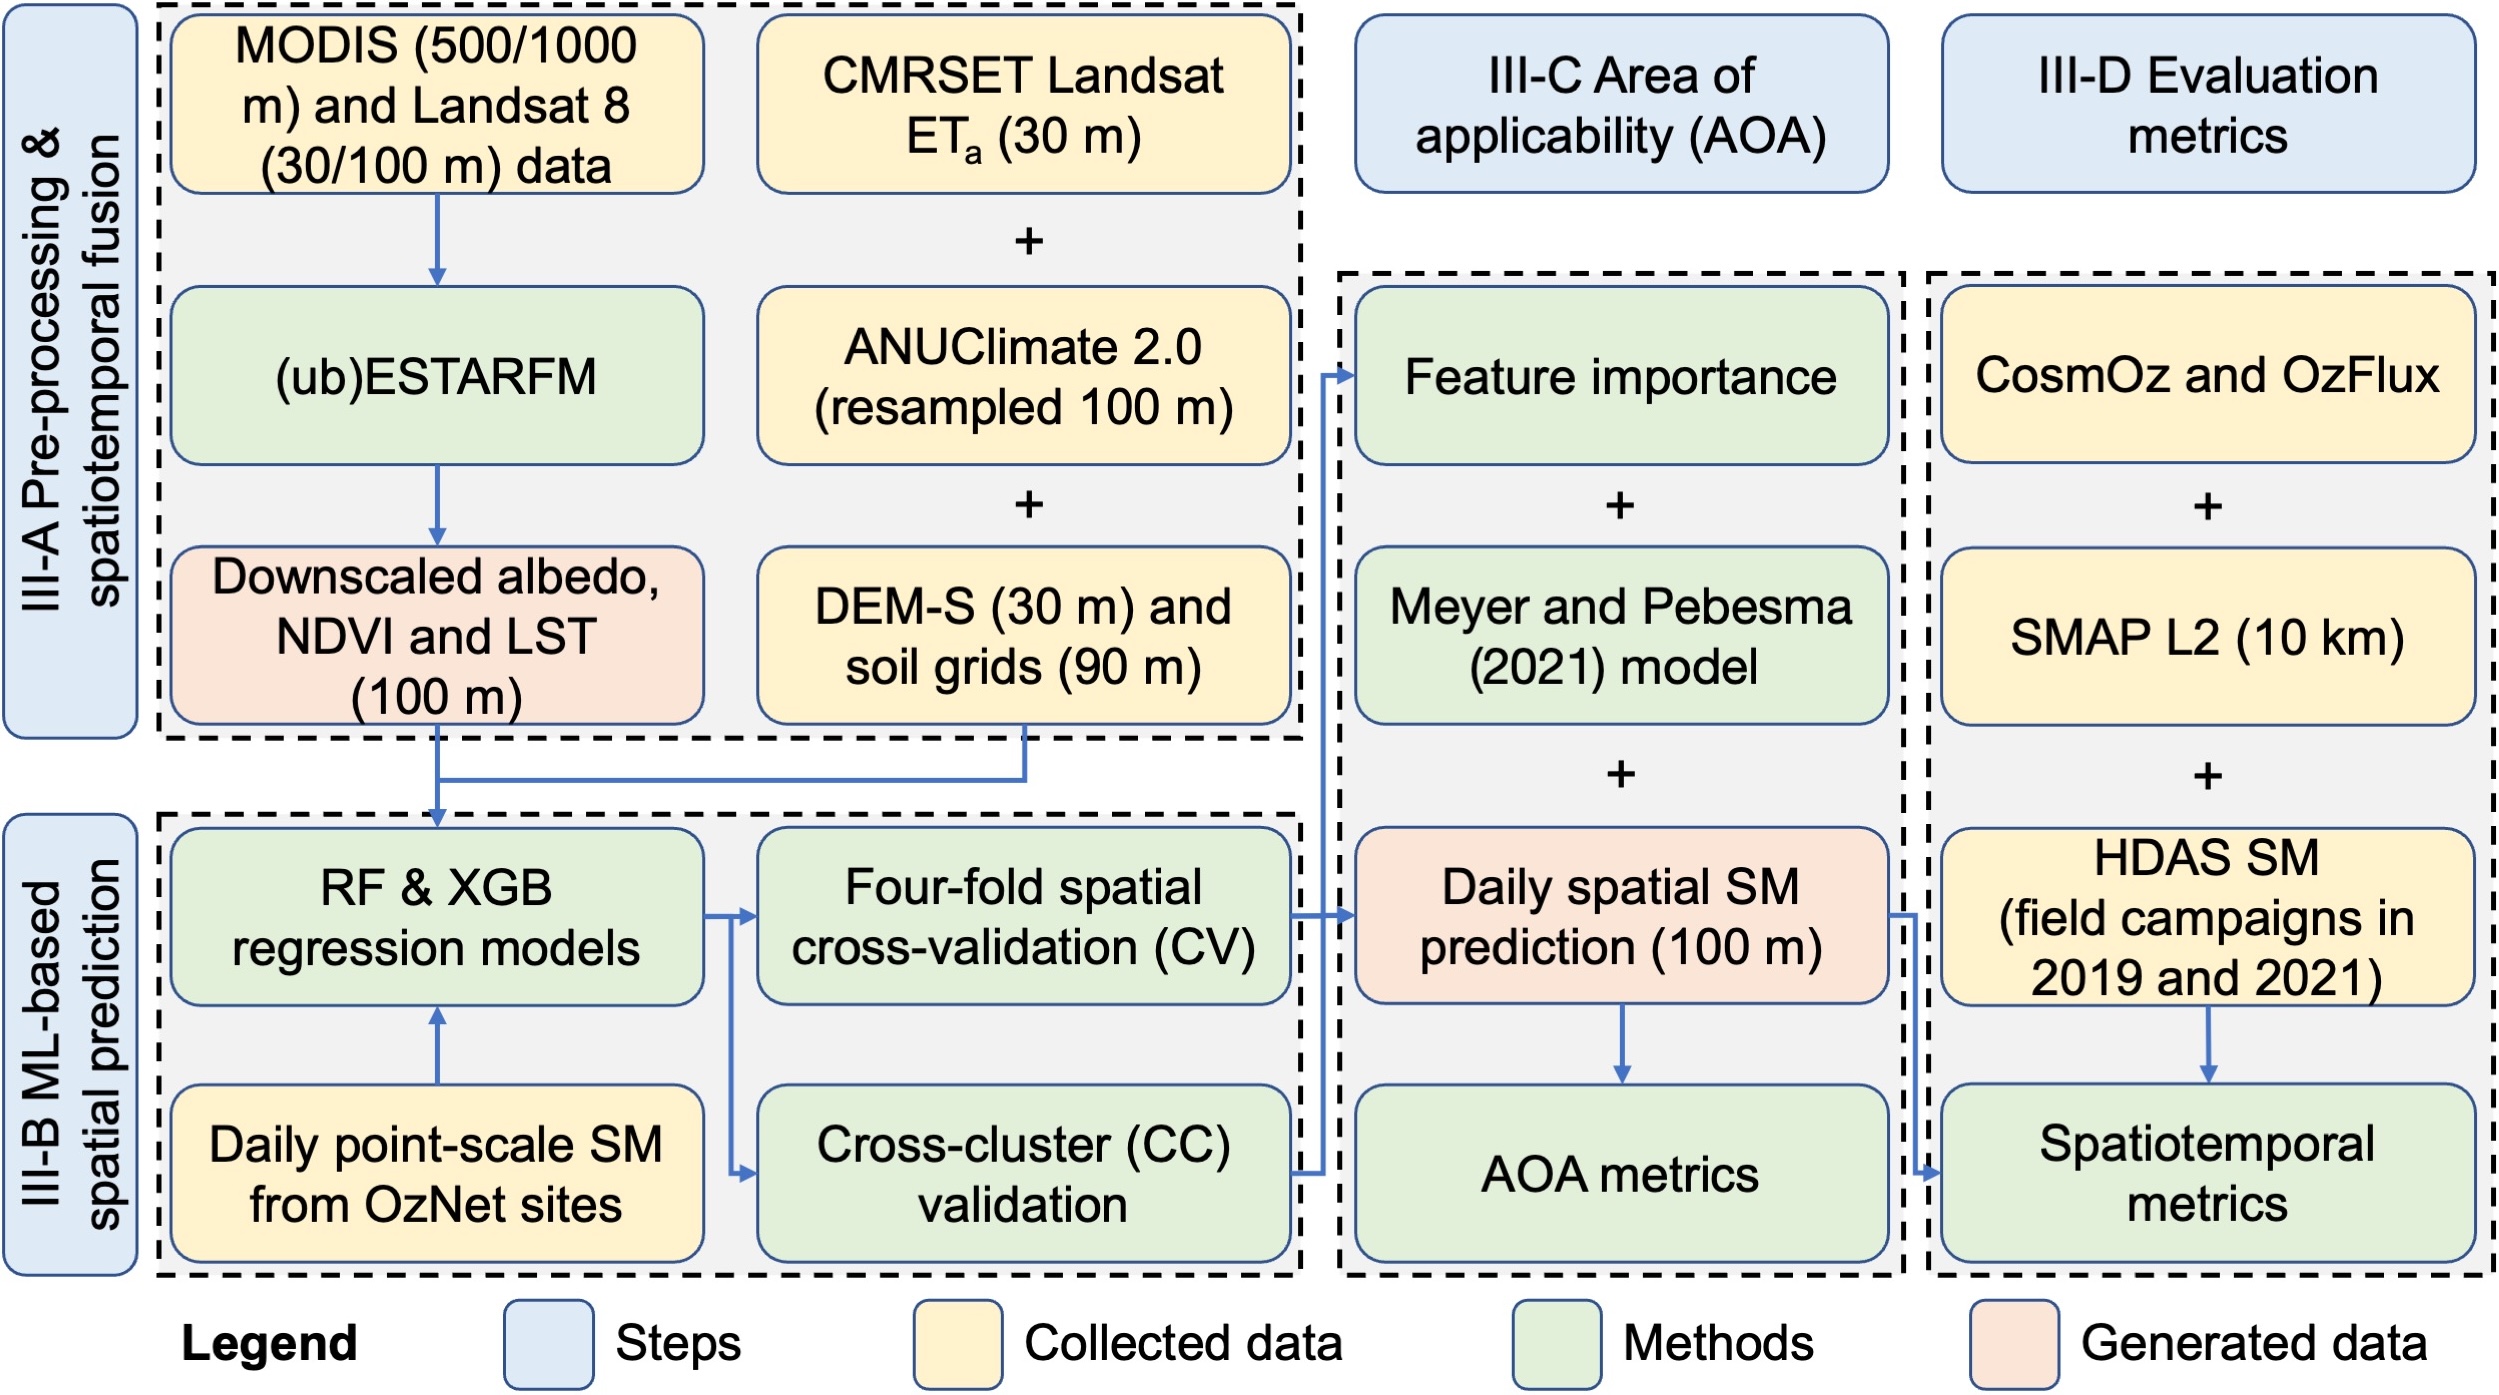 III-A Pre-processing &
spatiotemporal fusion
MODIS (500/1000
m) and Landsat 8
(30/100 m) data
(ub)ESTARFM
Downscaled albedo,
NDVI and LST
(100 m)
CMRSET Landsat
ETa (30 m)
+
ANUClimate 2.0
(resampled 100 m)
+
DEM-S (30 m) and
soil grids (90 m)
III-B ML-based
spatial prediction
RF & XGB
regression models
Daily point-scale SM
from OzNet sites
Four-fold spatial
cross-validation (CV)
Cross-cluster (CC)
validation
III-C Area of
applicability (AOA)
Feature importance
+
Meyer and Pebesma
(2021) model
+
Daily spatial SM
prediction (100 m)
AOA metrics
III-D Evaluation
metrics
CosmOz and OzFlux
+
SMAP L2 (10 km)
+
HDAS SM
(field campaigns in
2019 and 2021)
Spatiotemporal
metrics
Legend
Steps
Collected data
Methods
Generated data